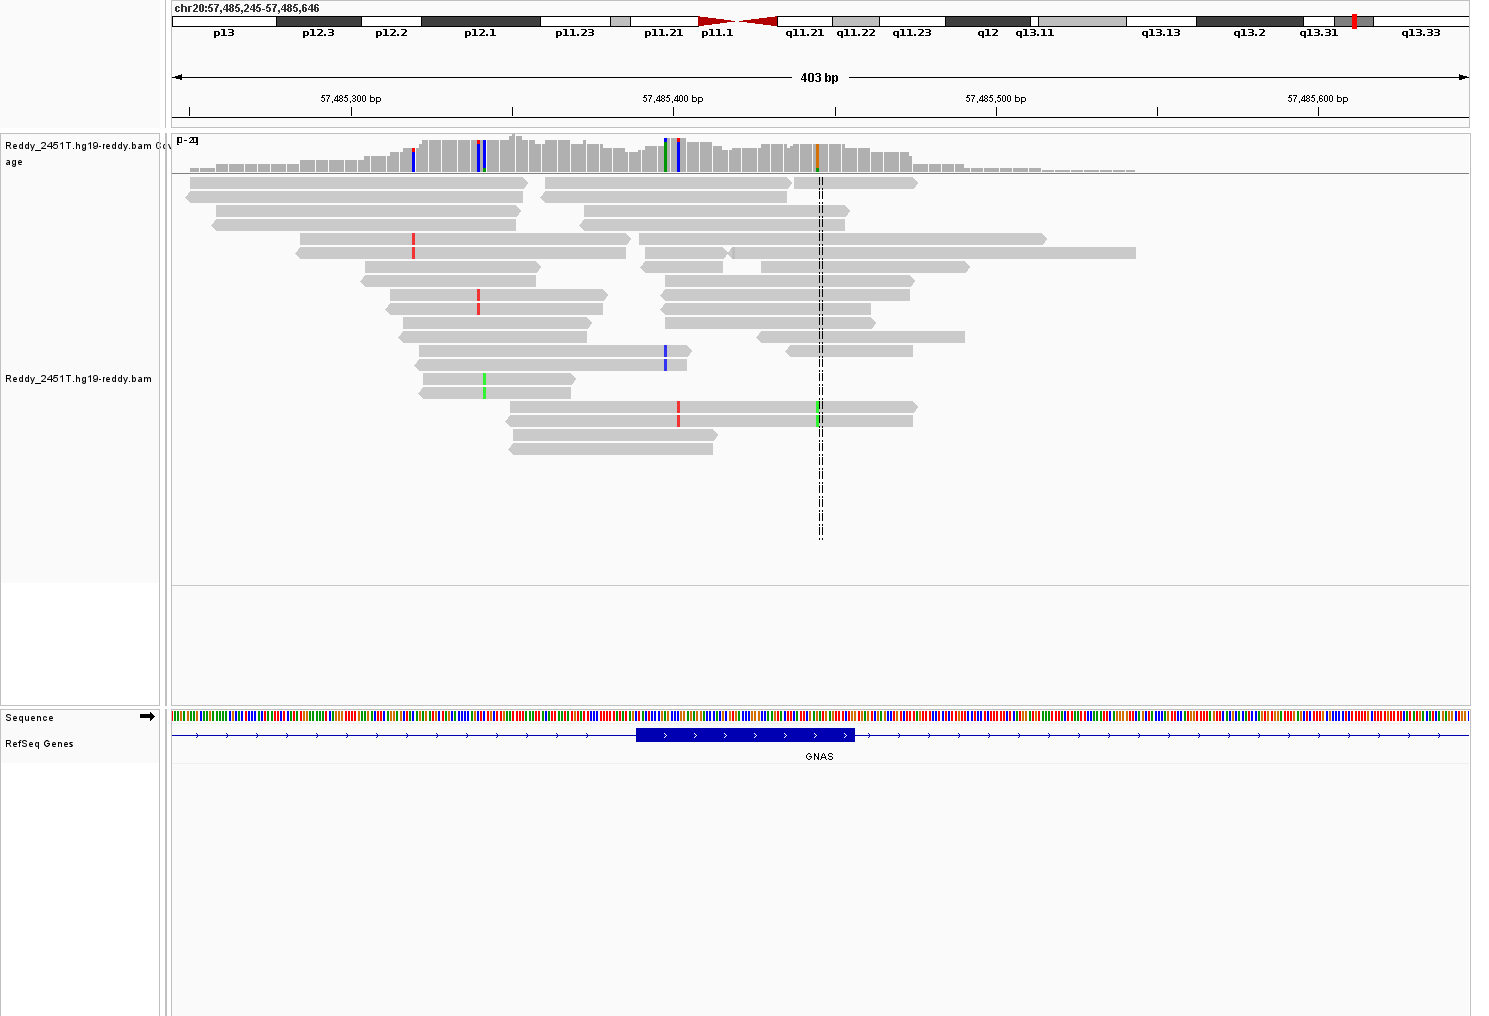 chr20:57,485,245-57,485,646
p13 p12.3 p12.2 p12.1 p11.23 p11.21 p11.1 q11.21 q11.22 q11.23 q12 q13.11 q13.13 q13.2 q13.31 q13.33
403 bp
57,485,300 bp 57,485,400 bp 57,485,500 bp 57,485,600 bp
[0 - 20]
Reddy_2451T.hg19-reddy.bam Cov
age
Reddy_2451T.hg19-reddy.bam
Sequence
RefSeq Genes
GNAS